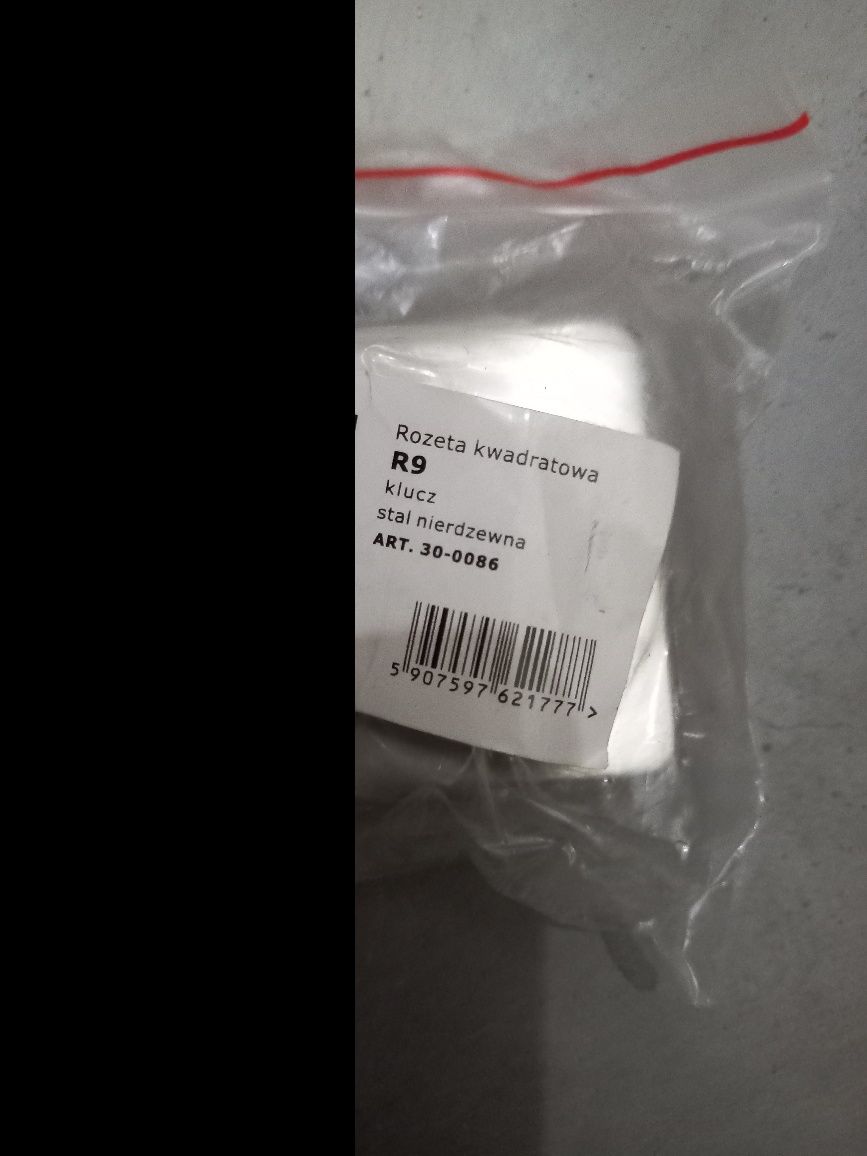 Rozeta kwadratowa
R9
klucz
stal nierdzewna
ART. 30-0086
5 907597 621777 >